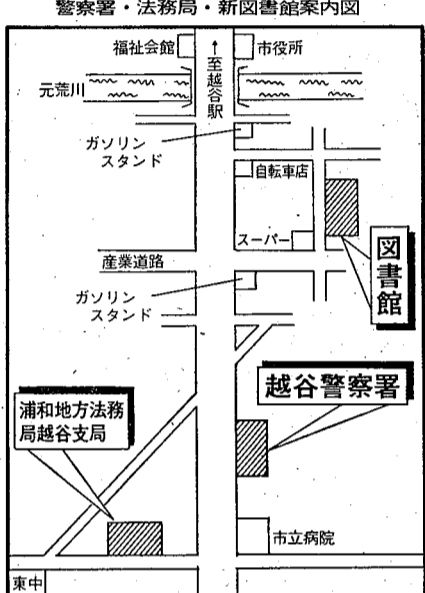 警察署・法務局・新図書館案内図
福祉会館
↑至越谷駅
市役所
元荒川
ガソリン
スタンド
自転車店
スーパー
図書館
産業道路
ガソリン
スタンド
越谷警察署
浦和地方法務
局越谷支局
市立病院
東中